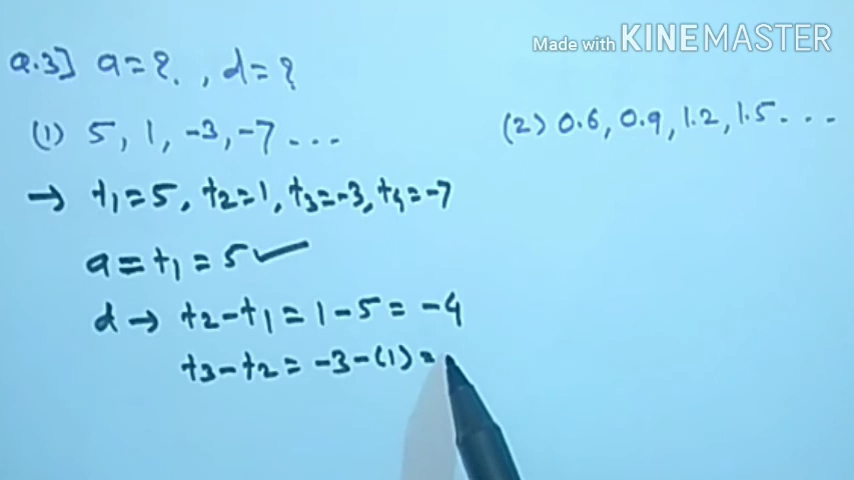 Made with KINEMASTER
Q.3] a=?. , d=?
(1) 5, 1, -3, -7 ...
(2) 0.6, 0.9, 1.2, 1.5 ...
→ t1=5, t2=1, t3=-3, t4=-7
a = t1 = 5 ✓
d → t2-t1 = 1-5 = -4
t3-t2 = -3-(1) =